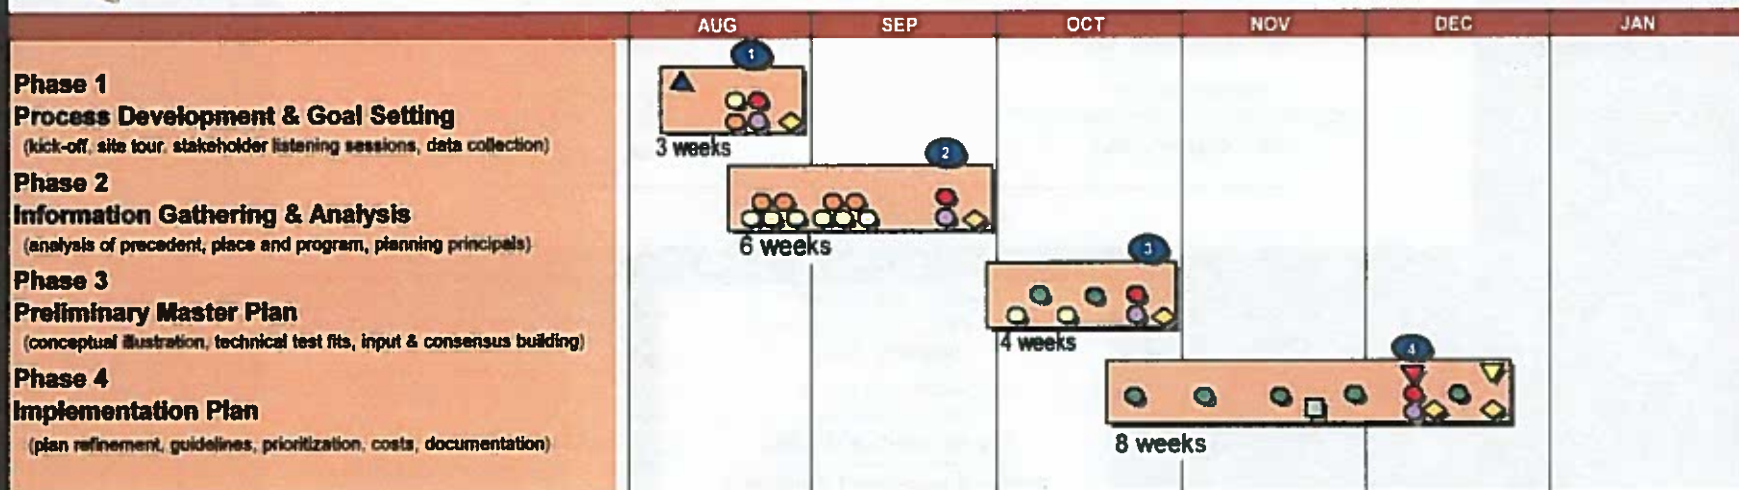 AUG SEP OCT NOV DEC JAN
1
Phase 1
Process Development & Goal Setting
(kick-off, site tour, stakeholder listening sessions, data collection)
3 weeks
2
Phase 2
Information Gathering & Analysis
(analysis of precedent, place and program, planning principals)
6 weeks
3
Phase 3
Preliminary Master Plan
(conceptual illustration, technical test fits, input & consensus building)
4 weeks
4
Phase 4
Implementation Plan
(plan refinement, guidelines, prioritization, costs, documentation)
8 weeks